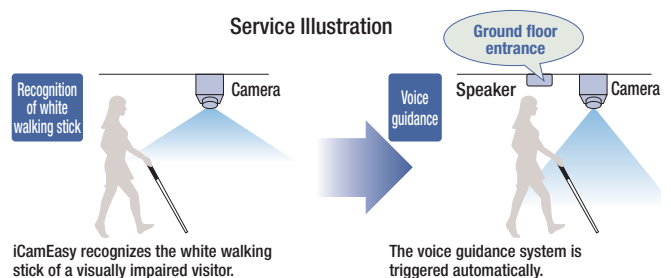 Service Illustration
Recognition
of white
walking stick
Camera
iCamEasy recognizes the white walking
stick of a visually impaired visitor.
Ground floor
entrance
Voice
guidance
Speaker
Camera
The voice guidance system is
triggered automatically.